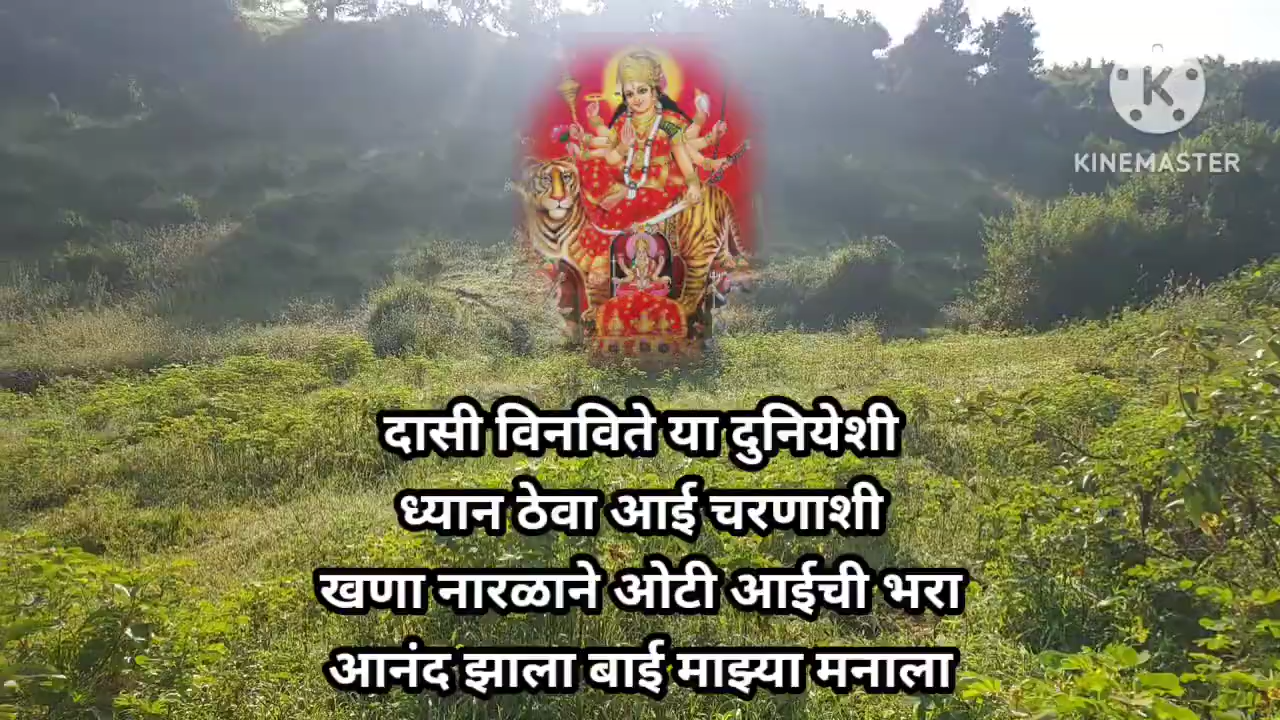 K
KINEMASTER
दासी विनविते या दुनियेशी
ध्यान ठेवा आई चरणाशी
खणा नारळाने ओटी आईची भरा
आनंद झाला बाई माझ्या मनाला